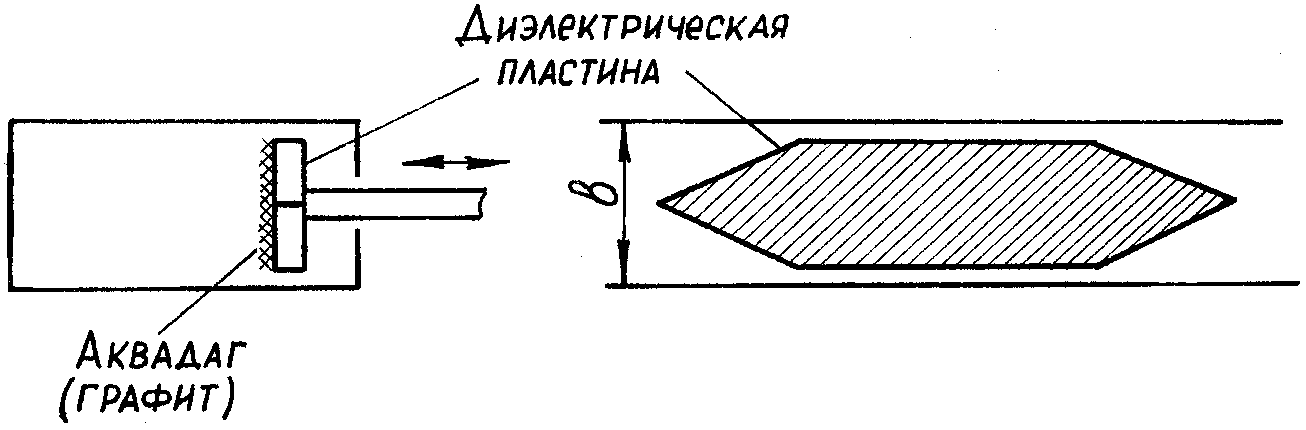 Диэлектрическая
пластина
в
Аквадаг
(графит)